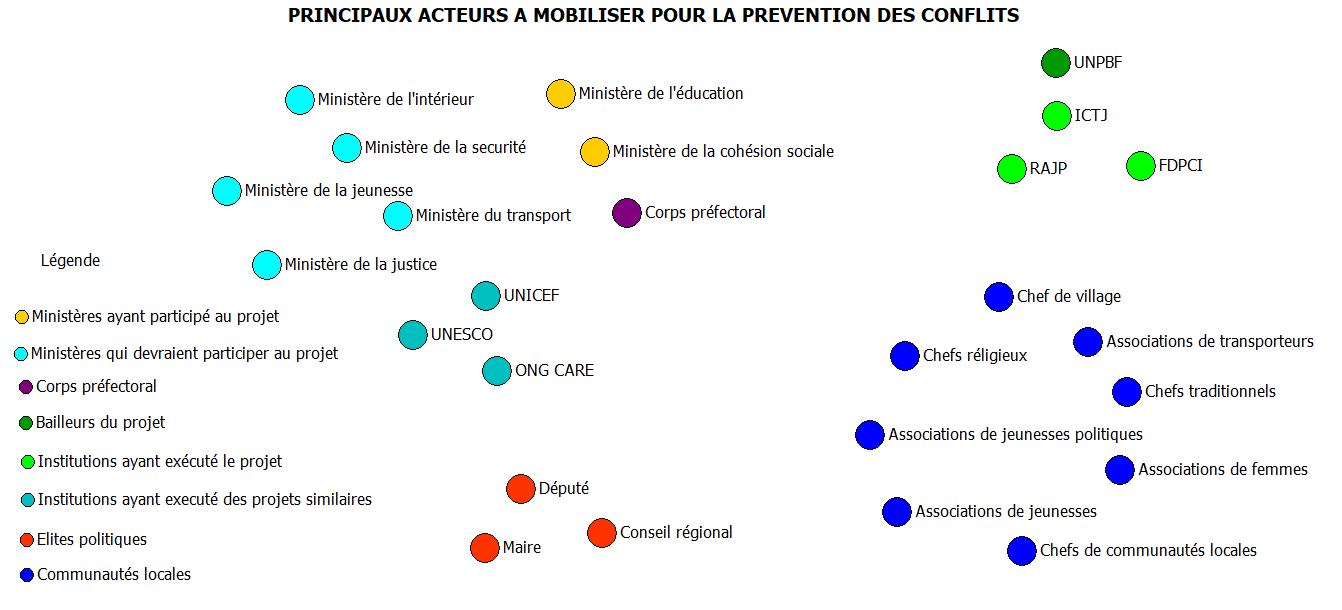 PRINCIPAUX ACTEURS A MOBILISER POUR LA PREVENTION DES CONFLITS
UNPBF
Ministère de l'intérieur
Ministère de l'éducation
ICTJ
Ministère de la securité
Ministère de la cohésion sociale
RAJP
FDPCI
Ministère de la jeunesse
Ministère du transport
Corps préfectoral
Ministère de la justice
UNICEF
UNESCO
ONG CARE
Chef de village
Associations de transporteurs
Chefs réligieux
Chefs traditionnels
Associations de jeunesses politiques
Associations de femmes
Associations de jeunesses
Chefs de communautés locales
Député
Conseil régional
Maire
Légende
Ministères ayant participé au projet
Ministères qui devraient participer au projet
Corps préfectoral
Bailleurs du projet
Institutions ayant exécuté le projet
Institutions ayant executé des projets similaires
Elites politiques
Communautés locales